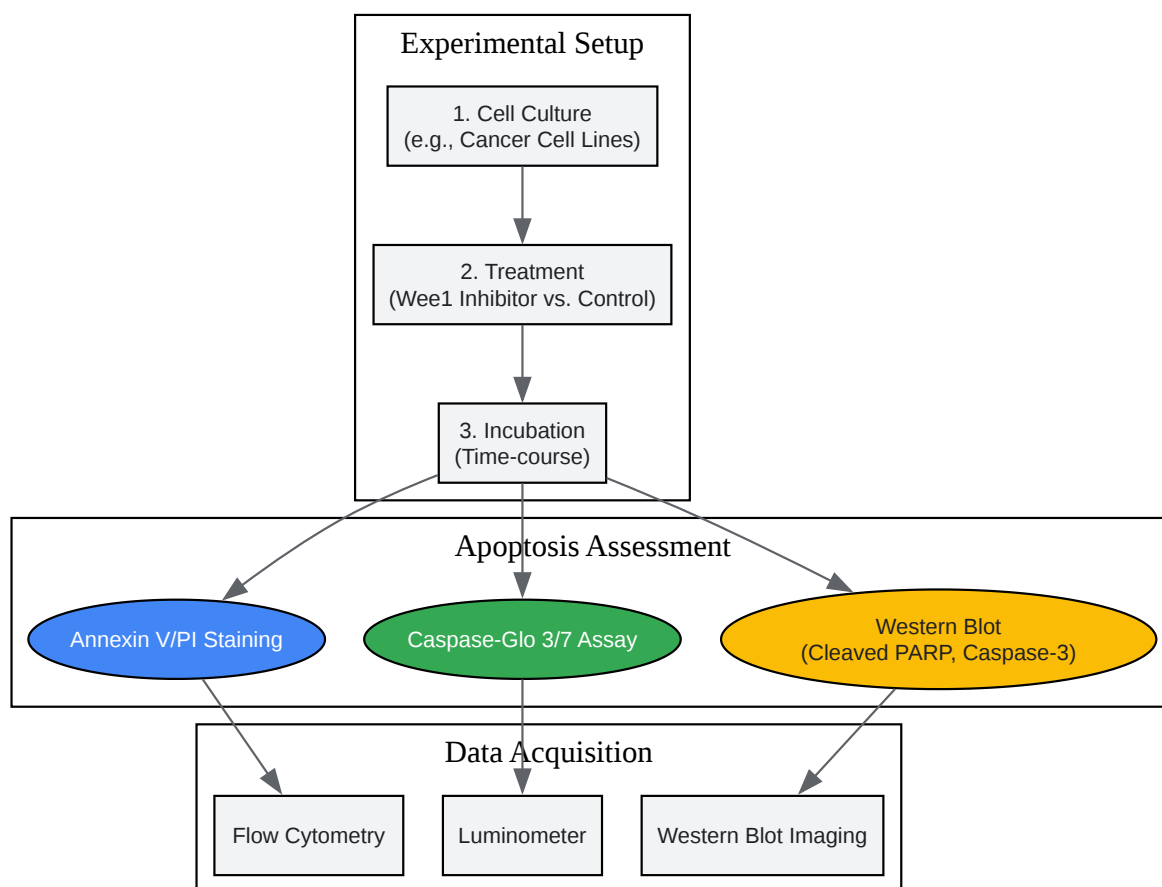 Experimental Setup
1. Cell Culture
(e.g., Cancer Cell Lines)
2. Treatment
(Wee1 Inhibitor vs. Control)
3. Incubation
(Time-course)
Apoptosis Assessment
Annexin V/PI Staining
Caspase-Glo 3/7 Assay
Western Blot
(Cleaved PARP, Caspase-3)
Data Acquisition
Flow Cytometry
Luminometer
Western Blot Imaging